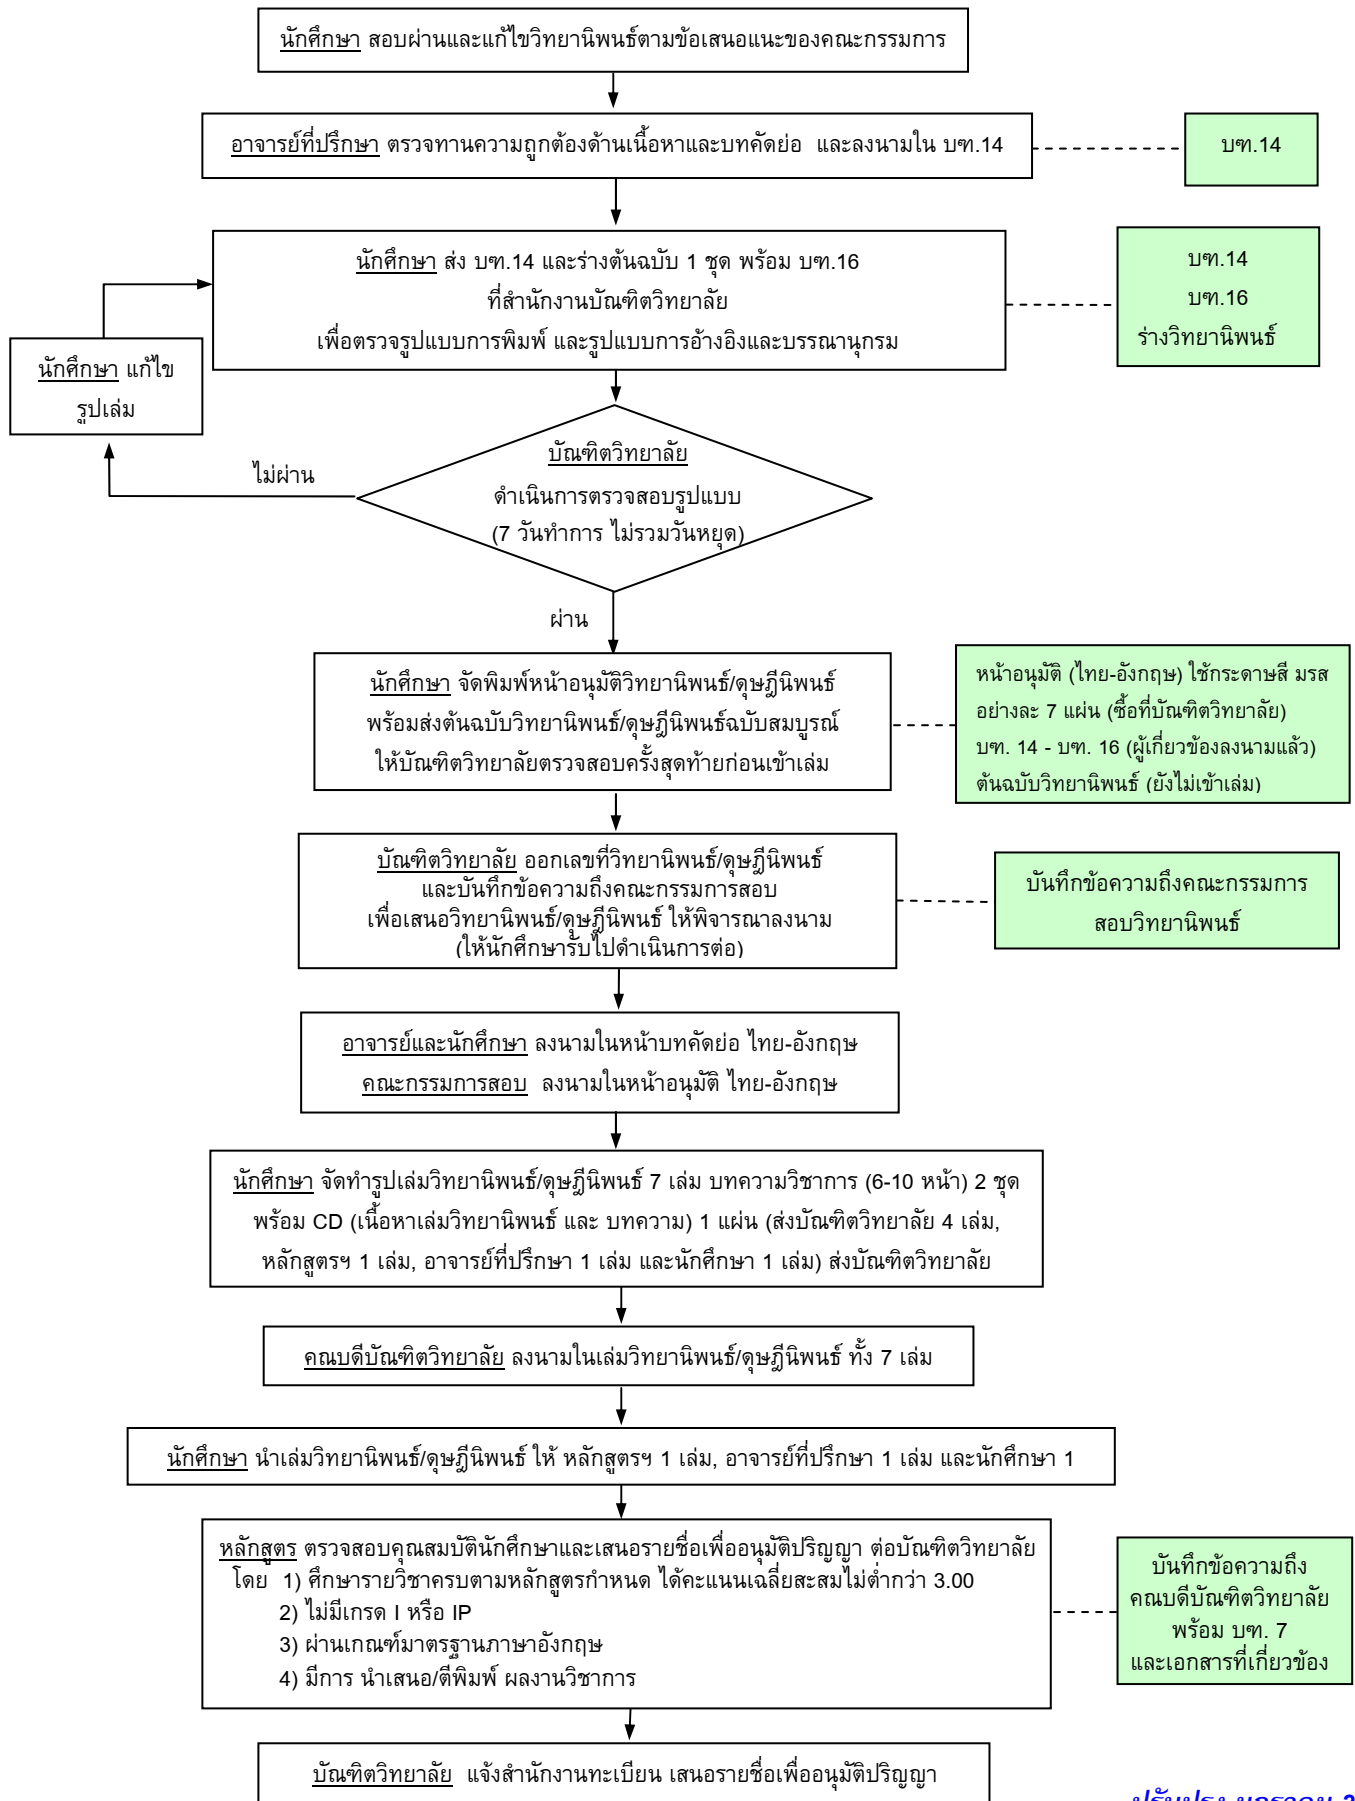 นักศึกษา สอบผ่านและแก้ไขวิทยานิพนธ์ตามข้อเสนอแนะของคณะกรรมการ
อาจารย์ที่ปรึกษา ตรวจทานความถูกต้องด้านเนื้อหาและบทคัดย่อ และลงนามใน บฑ.14
บฑ.14
นักศึกษา ส่ง บฑ.14 และร่างต้นฉบับ 1 ชุด พร้อม บฑ.16
ที่สำนักงานบัณฑิตวิทยาลัย
เพื่อตรวจรูปแบบการพิมพ์ และรูปแบบการอ้างอิงและบรรณานุกรม
บฑ.14
บฑ.16
ร่างวิทยานิพนธ์
นักศึกษา แก้ไข
รูปเล่ม
บัณฑิตวิทยาลัย
ดำเนินการตรวจสอบรูปแบบ
(7 วันทำการ ไม่รวมวันหยุด)
ไม่ผ่าน
ผ่าน
นักศึกษา จัดพิมพ์หน้าอนุมัติวิทยานิพนธ์/ดุษฎีนิพนธ์
พร้อมส่งต้นฉบับวิทยานิพนธ์/ดุษฎีนิพนธ์ฉบับสมบูรณ์
ให้บัณฑิตวิทยาลัยตรวจสอบครั้งสุดท้ายก่อนเข้าเล่ม
หน้าอนุมัติ (ไทย-อังกฤษ) ใช้กระดาษสี มรส
อย่างละ 7 แผ่น (ซื้อที่บัณฑิตวิทยาลัย)
บฑ. 14 - บฑ. 16 (ผู้เกี่ยวข้องลงนามแล้ว)
ต้นฉบับวิทยานิพนธ์ (ยังไม่เข้าเล่ม)
บัณฑิตวิทยาลัย ออกเลขที่วิทยานิพนธ์/ดุษฎีนิพนธ์
และบันทึกข้อความถึงคณะกรรมการสอบ
เพื่อเสนอวิทยานิพนธ์/ดุษฎีนิพนธ์ ให้พิจารณาลงนาม
(ให้นักศึกษารับไปดำเนินการต่อ)
บันทึกข้อความถึงคณะกรรมการ
สอบวิทยานิพนธ์
อาจารย์และนักศึกษา ลงนามในหน้าบทคัดย่อ ไทย-อังกฤษ
คณะกรรมการสอบ ลงนามในหน้าอนุมัติ ไทย-อังกฤษ
นักศึกษา จัดทำรูปเล่มวิทยานิพนธ์/ดุษฎีนิพนธ์ 7 เล่ม บทความวิชาการ (6-10 หน้า) 2 ชุด
พร้อม CD (เนื้อหาเล่มวิทยานิพนธ์ และ บทความ) 1 แผ่น (ส่งบัณฑิตวิทยาลัย 4 เล่ม,
หลักสูตรฯ 1 เล่ม, อาจารย์ที่ปรึกษา 1 เล่ม และนักศึกษา 1 เล่ม) ส่งบัณฑิตวิทยาลัย
คณบดีบัณฑิตวิทยาลัย ลงนามในเล่มวิทยานิพนธ์/ดุษฎีนิพนธ์ ทั้ง 7 เล่ม
นักศึกษา นำเล่มวิทยานิพนธ์/ดุษฎีนิพนธ์ ให้ หลักสูตรฯ 1 เล่ม, อาจารย์ที่ปรึกษา 1 เล่ม และนักศึกษา 1
หลักสูตร ตรวจสอบคุณสมบัตินักศึกษาและเสนอรายชื่อเพื่ออนุมัติปริญญา ต่อบัณฑิตวิทยาลัย
โดย 1) ศึกษารายวิชาครบตามหลักสูตรกำหนด ได้คะแนนเฉลี่ยสะสมไม่ต่ำกว่า 3.00
2) ไม่มีเกรด I หรือ IP
3) ผ่านเกณฑ์มาตรฐานภาษาอังกฤษ
4) มีการ นำเสนอ/ตีพิมพ์ ผลงานวิชาการ
บันทึกข้อความถึง
คณบดีบัณฑิตวิทยาลัย
พร้อม บฑ. 7
และเอกสารที่เกี่ยวข้อง
บัณฑิตวิทยาลัย แจ้งสำนักงานทะเบียน เสนอรายชื่อเพื่ออนุมัติปริญญา